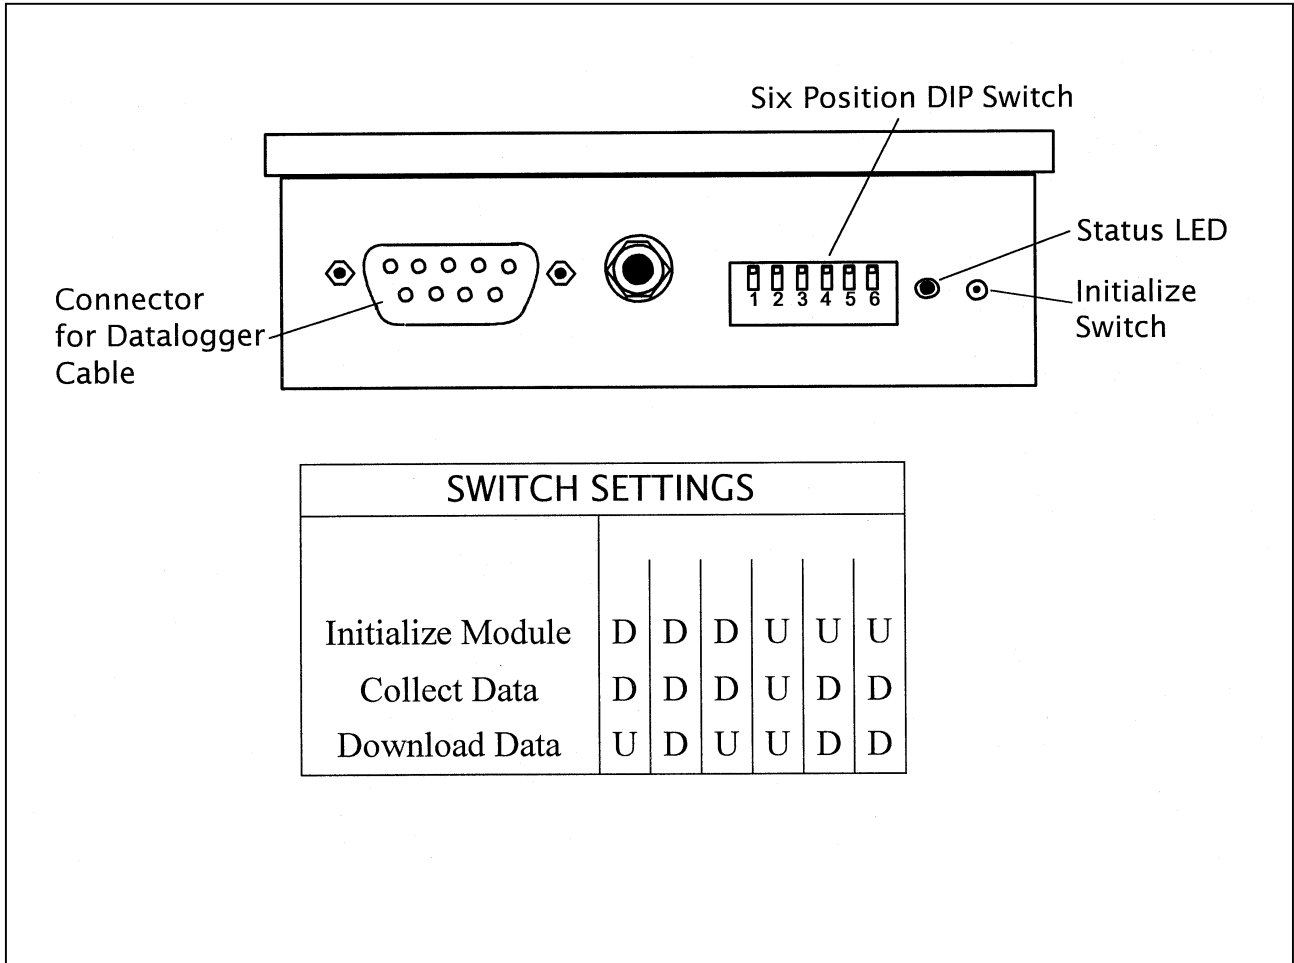 Six Position DIP Switch
Status LED
Initialize
Switch
Connector
for Datalogger
Cable
1 2 3 4 5 6
SWITCH SETTINGS
Initialize Module D D D U U U
Collect Data D D D U D D
Download Data U D U U D D